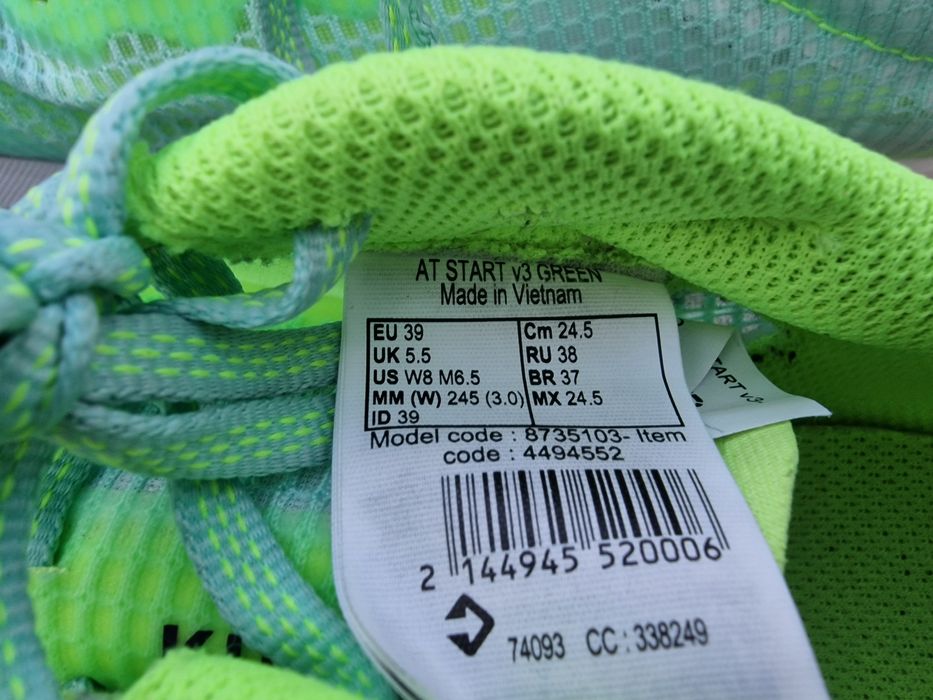 AT START v3 GREEN
Made in Vietnam
EU 39
UK 5.5
US W8 M6.5
MM (W) 245 (3.0)
ID 39
Cm 24.5
RU 38
BR 37
MX 24.5
Model code : 8735103- Item
code : 4494552
2 144945 520006
74093 CC : 338249
START v3